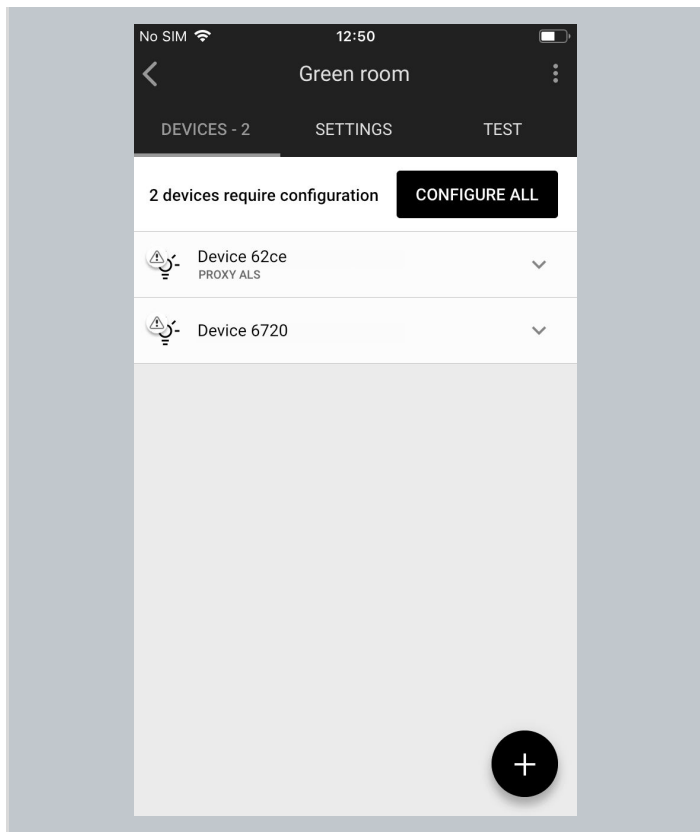 No SIM 12:50
Green room
DEVICES - 2 SETTINGS TEST
2 devices require configuration CONFIGURE ALL
Device 62ce
PROXY ALS
Device 6720